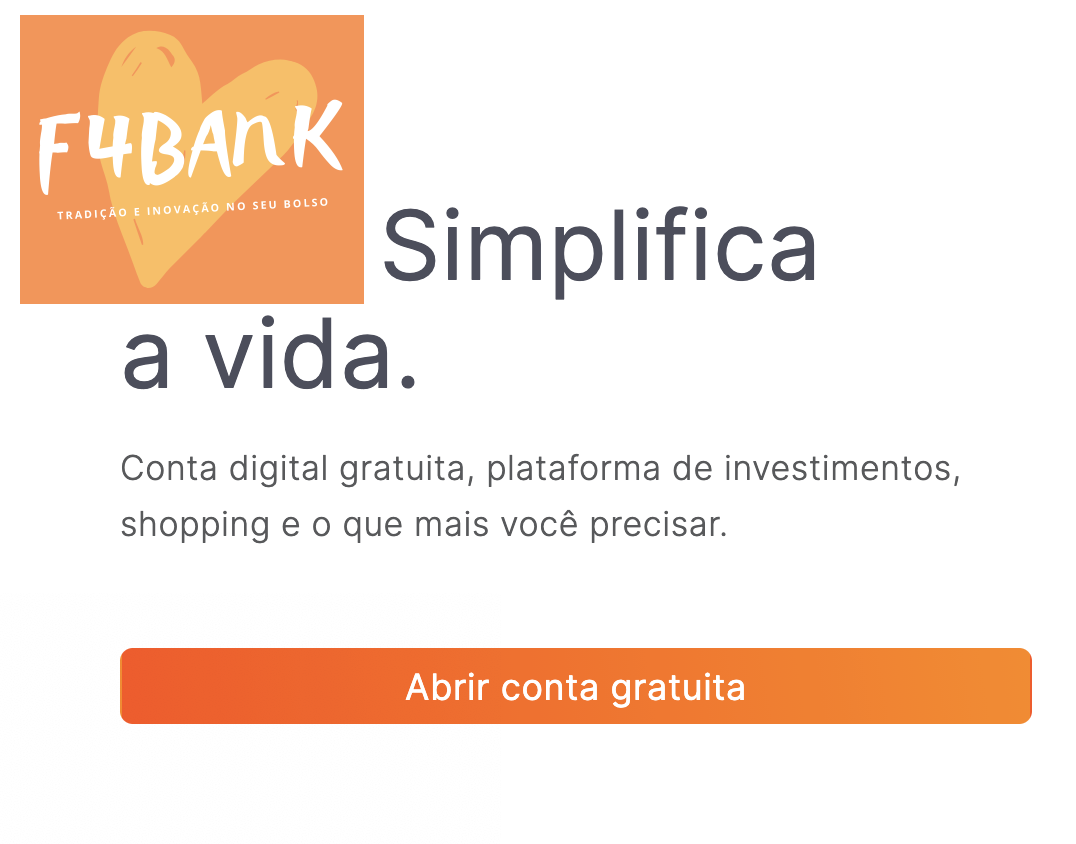 F4BANK
TRADIÇÃO E INOVAÇÃO NO SEU BOLSO
Simplifica
a vida.
Conta digital gratuita, plataforma de investimentos,
shopping e o que mais você precisar.
Abrir conta gratuita